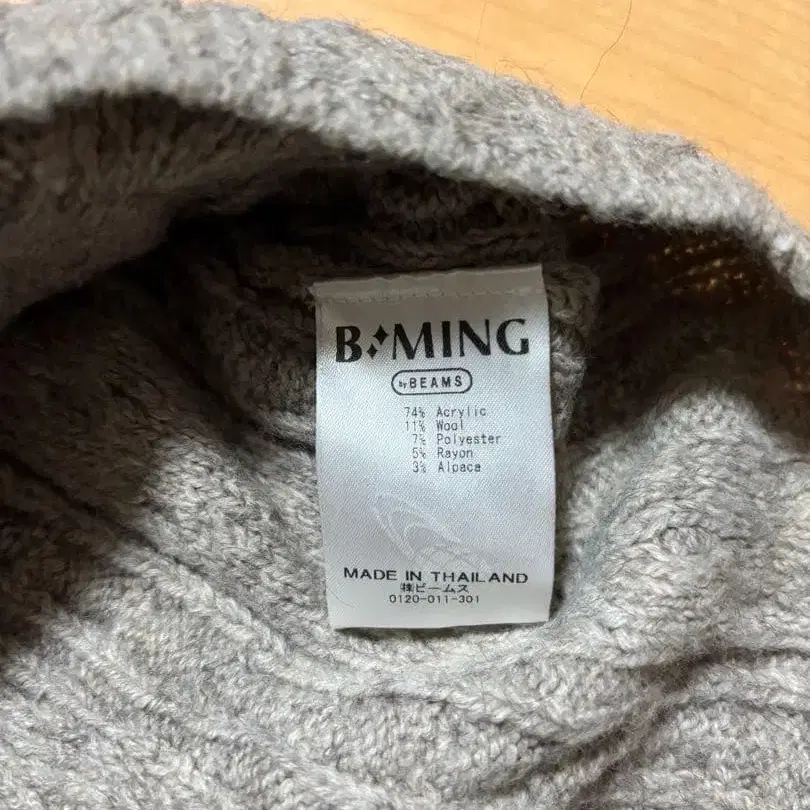 B MING
by BEAMS
74% Acrylic
11% Wool
7% Polyester
5% Rayon
3% Alpaca
MADE IN THAILAND
㈱ビームス
0120-011-301